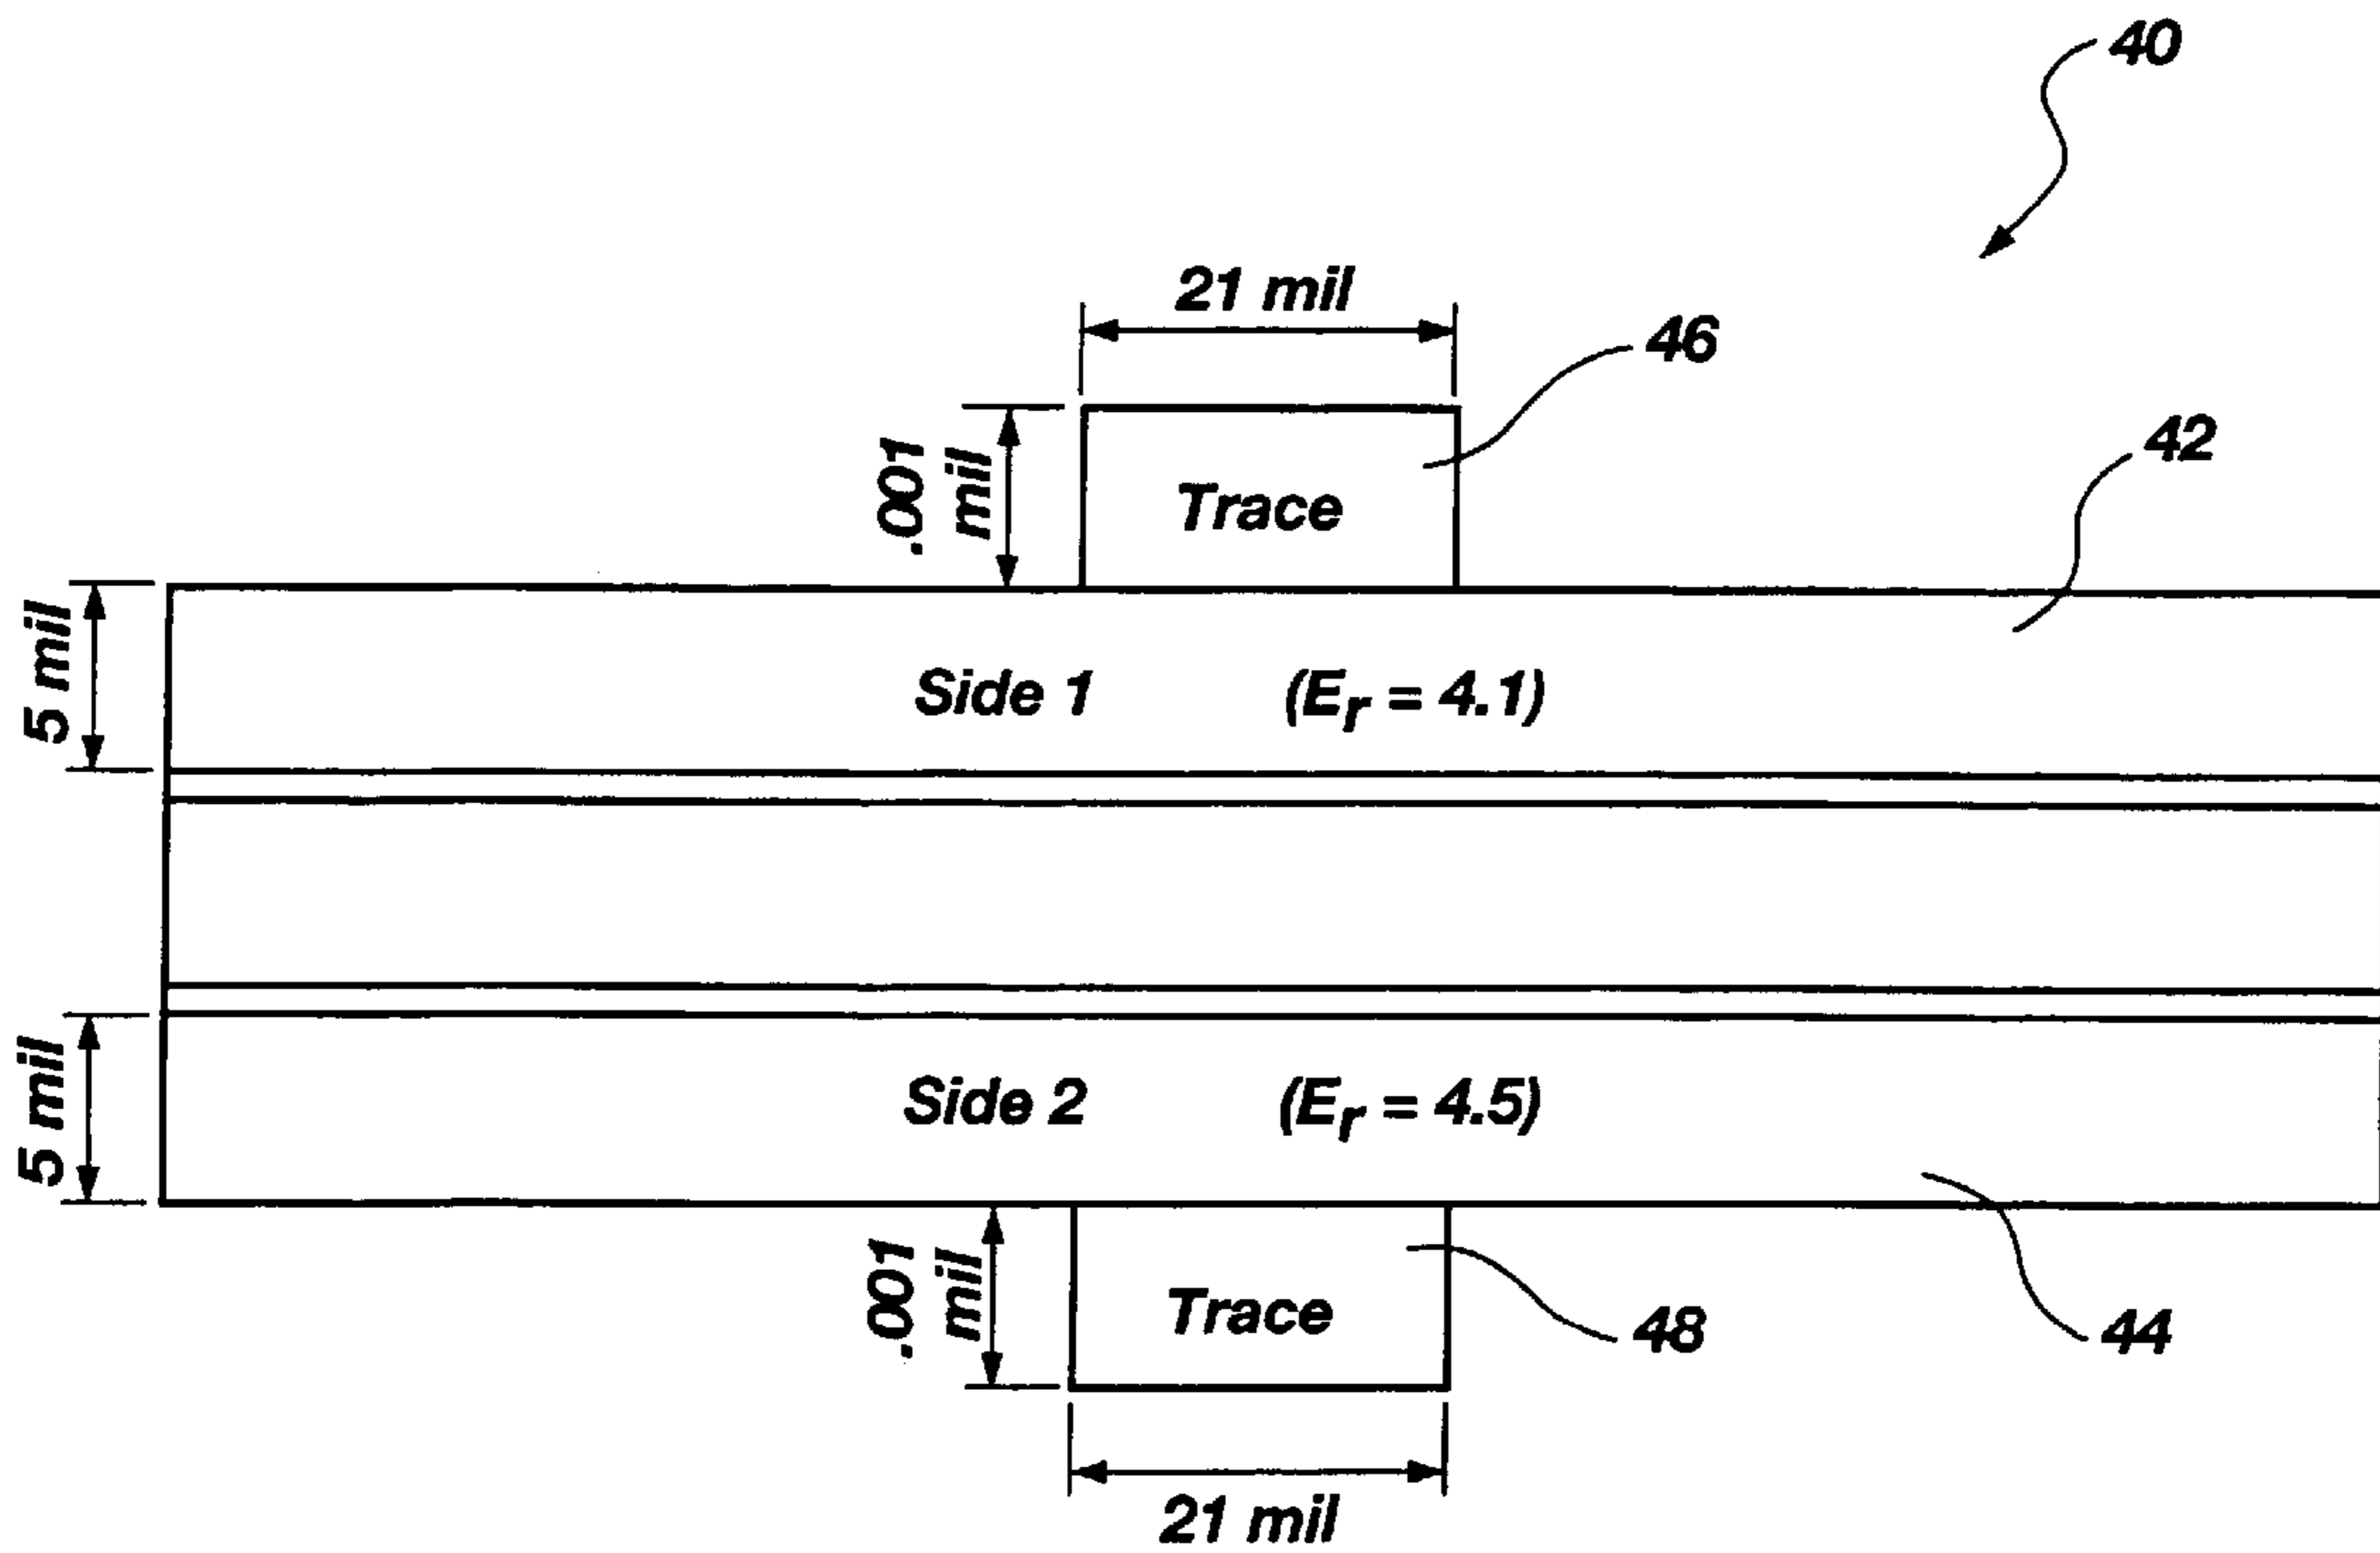 40
21 mil
46
.001
mil
42
Trace
5 mil
Side 1 (Er = 4.1)
Side 2 (Er = 4.5)
5 mil
.001
mil
Trace
48
44
21 mil